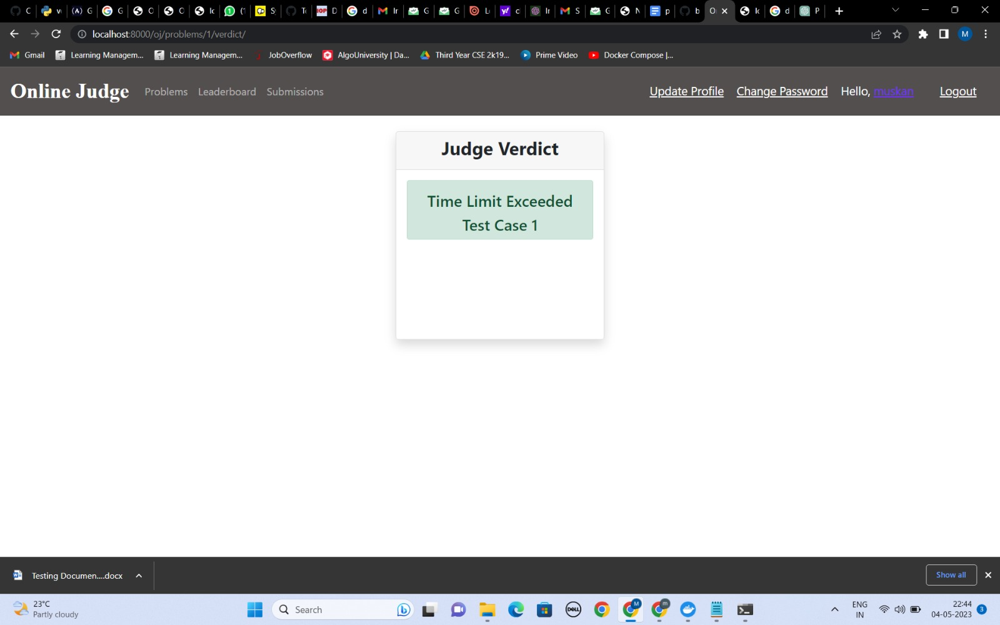 localhost:8000/oj/problems/1/verdict/
M
Gmail
Learning Managem...
Learning Managem...
JobOverflow
AlgoUniversity | Da...
Third Year CSE 2k19...
Prime Video
Docker Compose |...
Online Judge
Problems
Leaderboard
Submissions
Update Profile
Change Password
Hello, muskan
Logout
Judge Verdict
Time Limit Exceeded
Test Case 1
Testing Documen....docx
Show all
23°C
Partly cloudy
Search
DELL
M
m
ENG
IN
22:44
04-05-2023
3